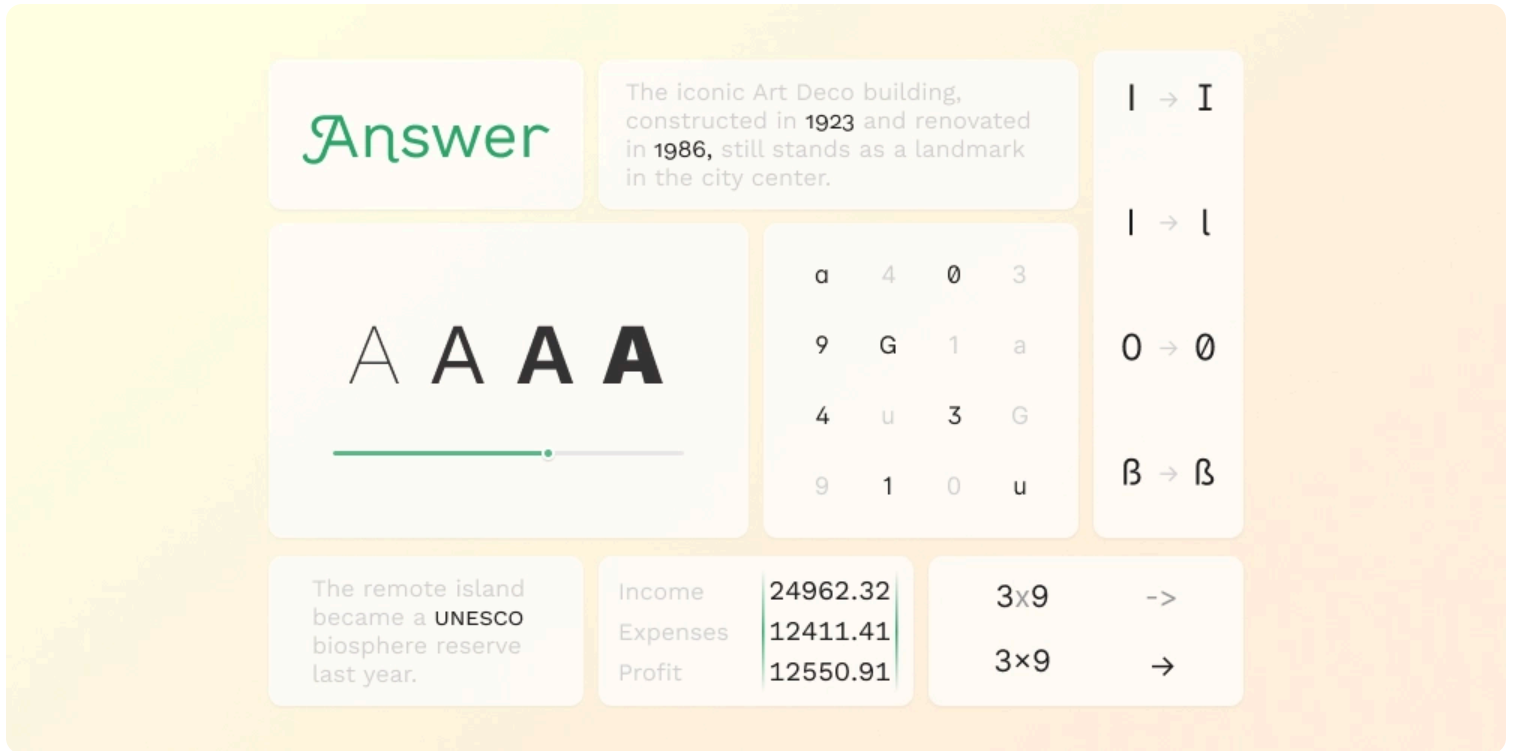 Answer
The iconic Art Deco building,
constructed in 1923 and renovated
in 1986, still stands as a landmark
in the city center.
I → I
l → l
0 → 0
ß → ß
A A A A
a 4 0 3
9 G 1 a
4 u 3 G
9 1 0 u
The remote island
became a UNESCO
biosphere reserve
last year.
Income 24962.32
Expenses 12411.41
Profit 12550.91
3x9 ->
3×9 →